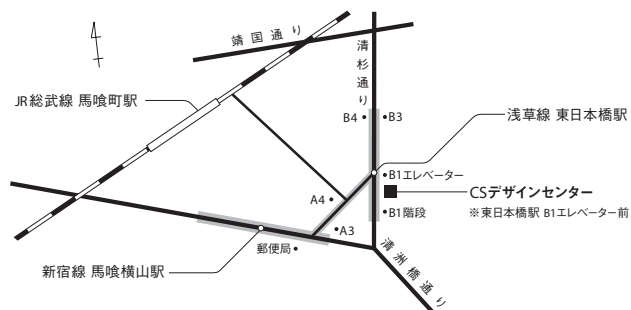 靖国通り
清杉通り
JR総武線 馬喰町駅
B4
B3
浅草線 東日本橋駅
B1エレベーター
CSデザインセンター
A4
B1階段
※東日本橋駅 B1エレベーター前
A3
郵便局
清洲橋通り
新宿線 馬喰横山駅